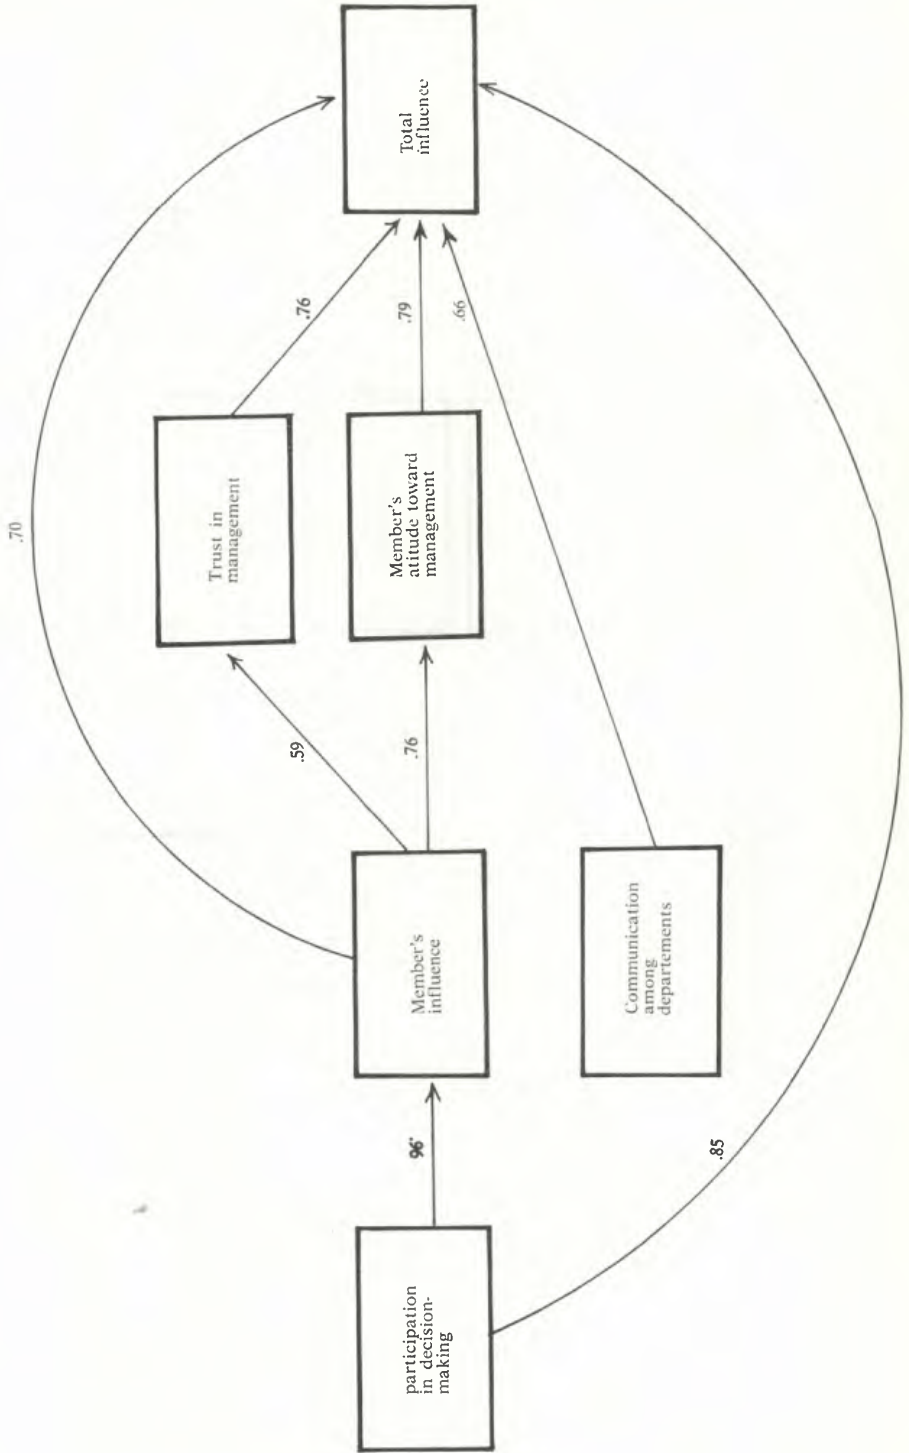 .70
Trust in
management
.59
.76
participation
in decision-
making
.96
Member's
influence
.76
Member's
atitude toward
management
.79
Total
influence
.66
Communication
among
departements
.85